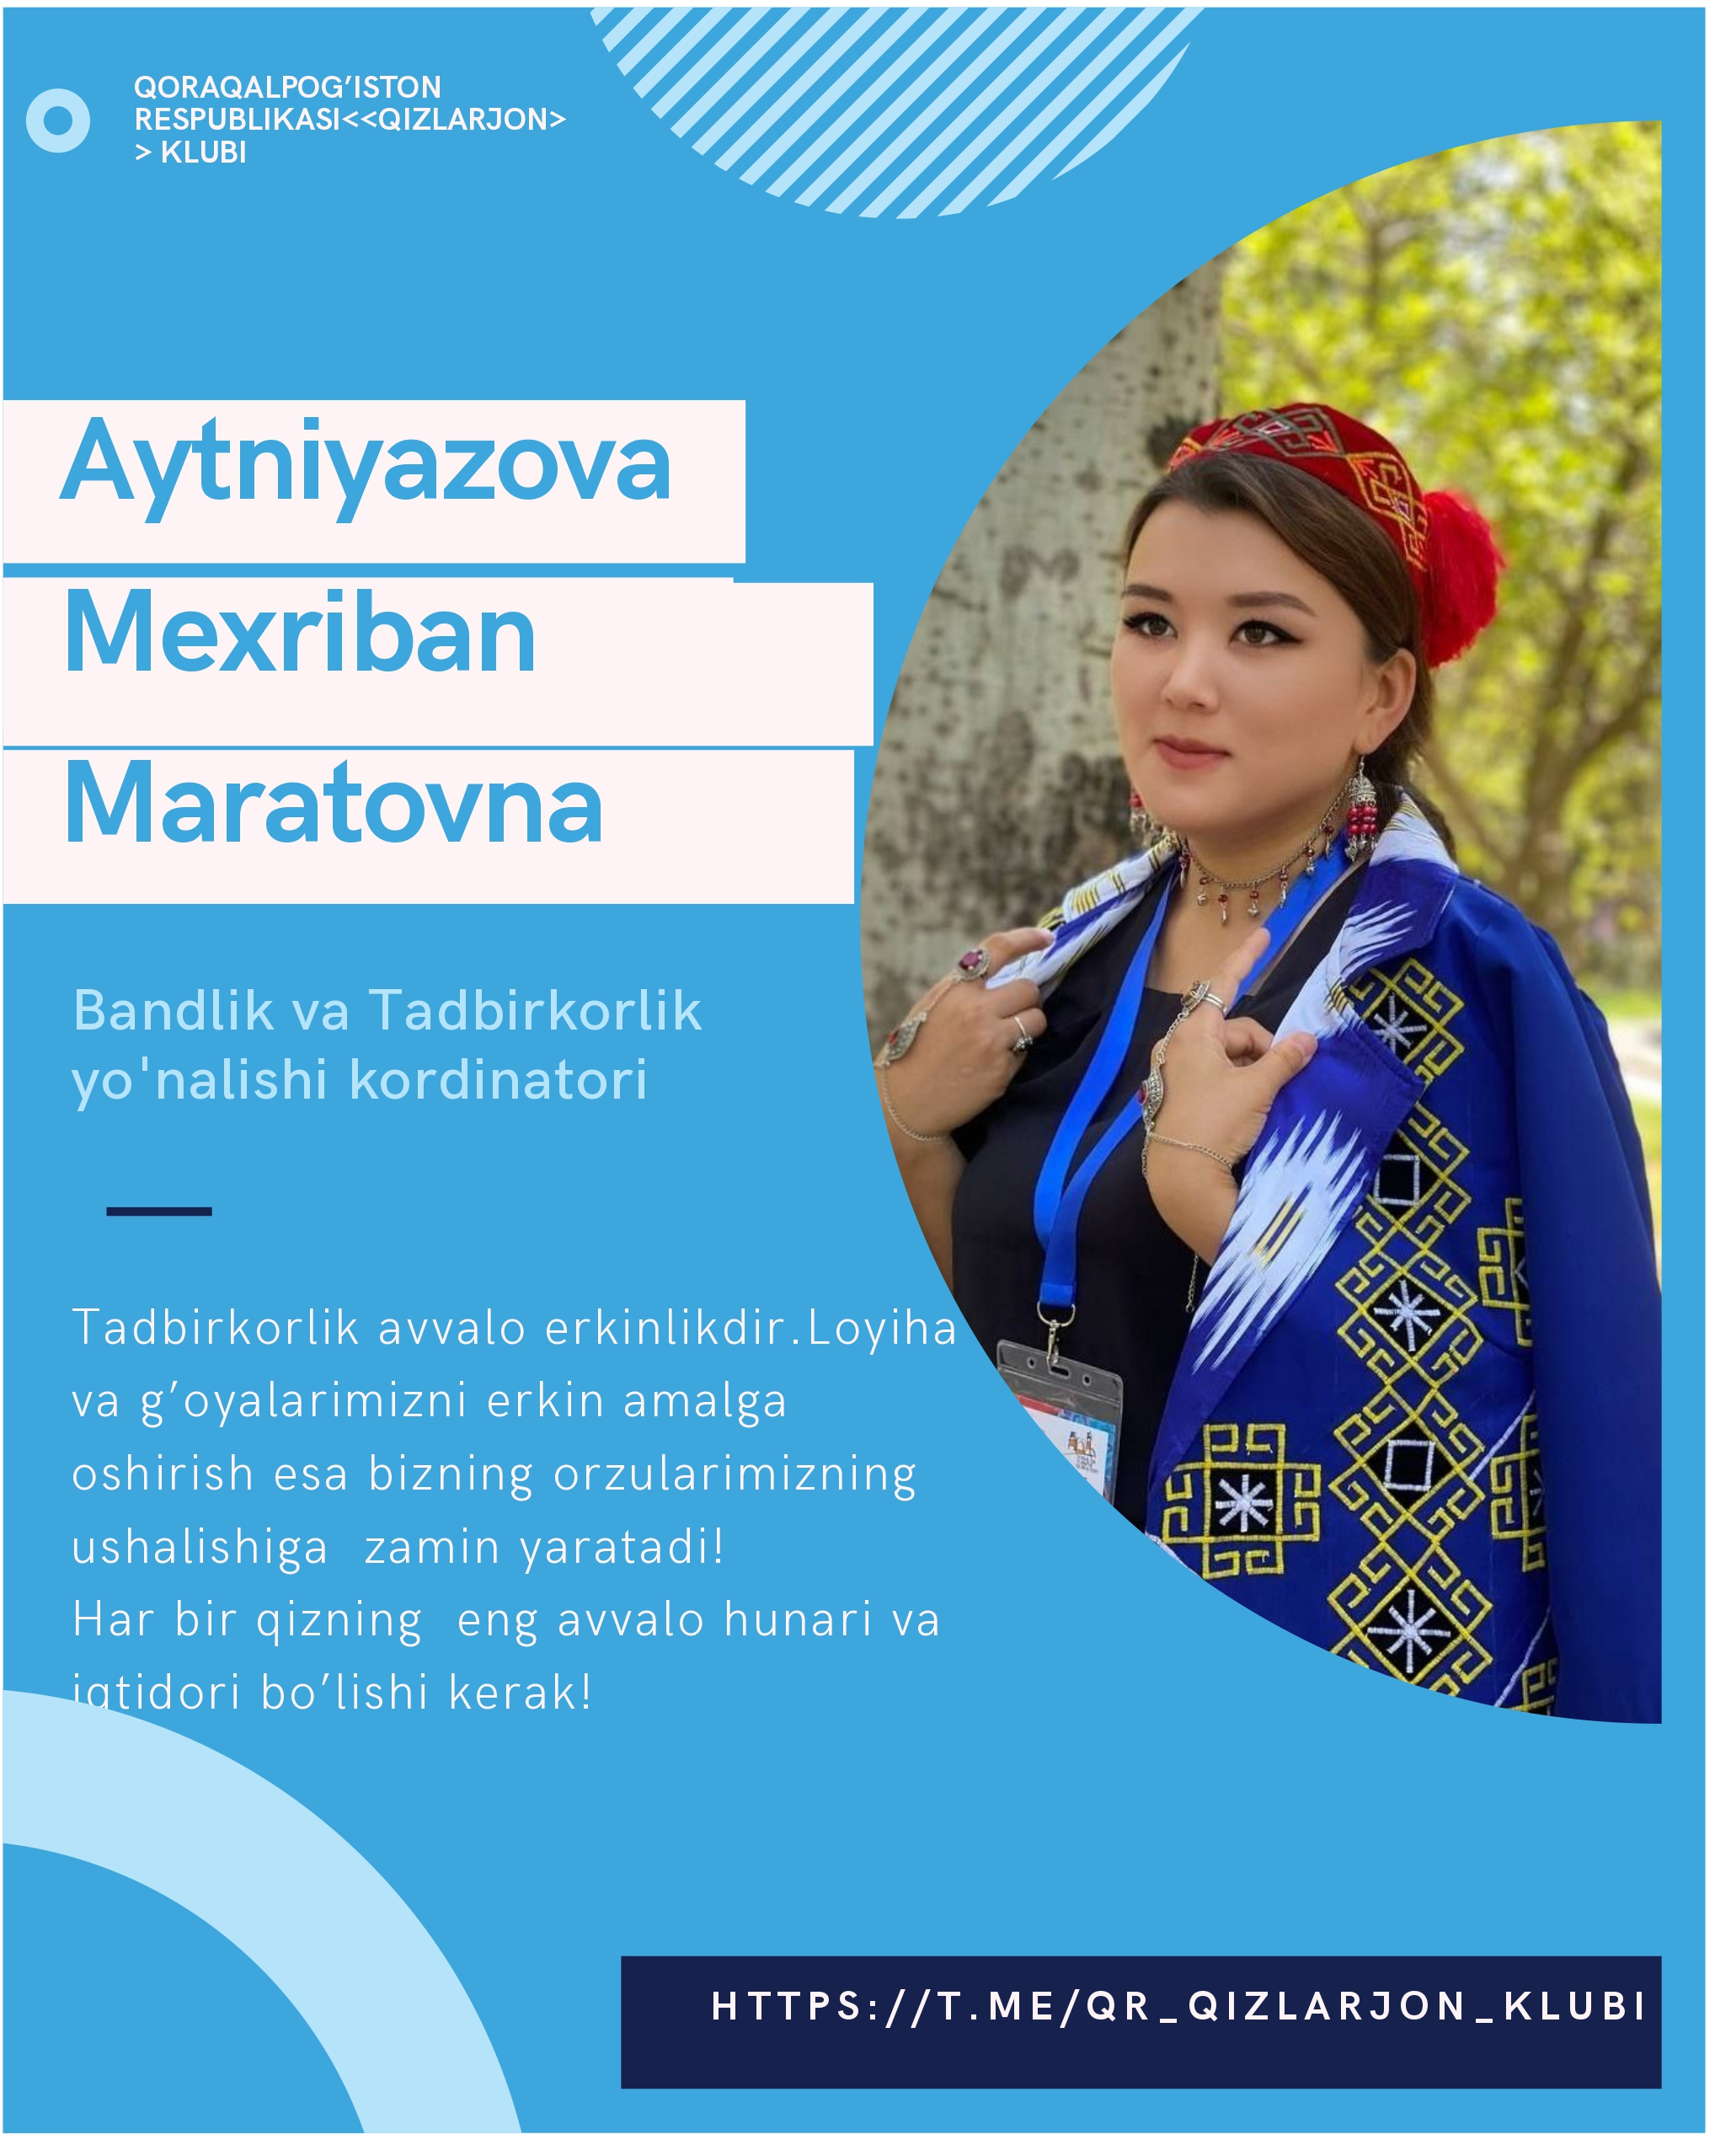 QORAQALPOG’ISTON
RESPUBLIKASI<<QIZLARJON>
> KLUBI
Aytniyazova
Mexriban
Maratovna
Bandlik va Tadbirkorlik
yo'nalishi kordinatori
Tadbirkorlik avvalo erkinlikdir.Loyiha
va g’oyalarimizni erkin amalga
oshirish esa bizning orzularimizning
ushalishiga  zamin yaratadi!
Har bir qizning  eng avvalo hunari va
iqtidori bo’lishi kerak!
HTTPS://T.ME/QR_QIZLARJON_KLUBI